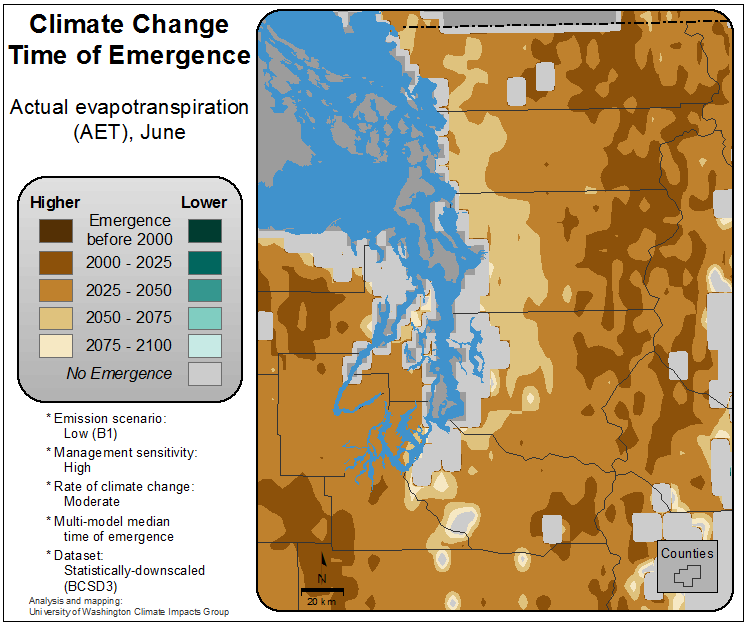 Climate Change
Time of Emergence
Actual evapotranspiration
(AET), June
Higher Lower
Emergence
before 2000
2000 - 2025
2025 - 2050
2050 - 2075
2075 - 2100
No Emergence
* Emission scenario:
Low (B1)
* Management sensitivity:
High
* Rate of climate change:
Moderate
* Multi-model median
time of emergence
* Dataset:
Statistically-downscaled
(BCSD3)
Analysis and mapping:
University of Washington Climate Impacts Group
N
20 km
Counties